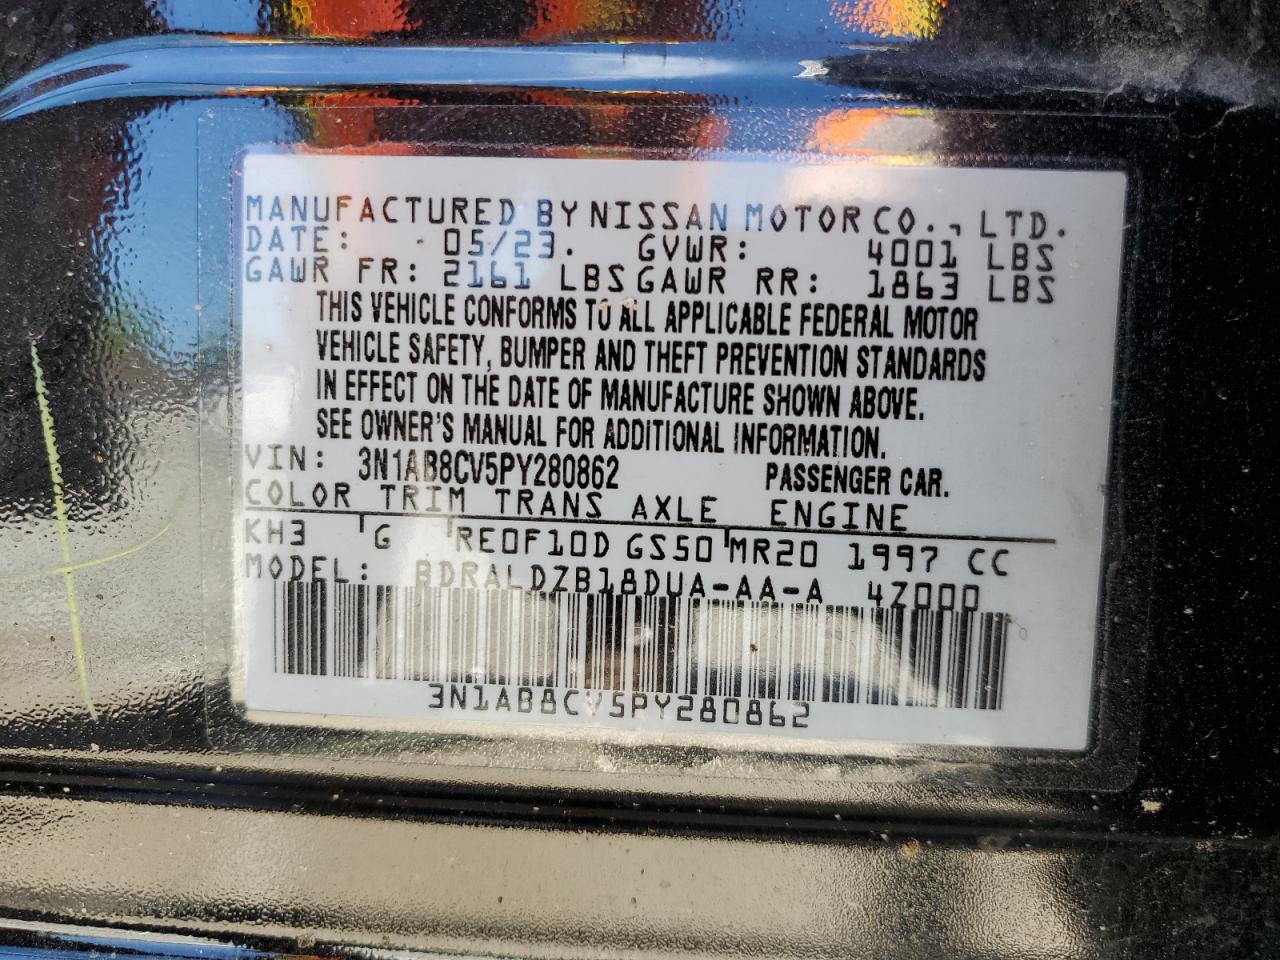 MANUFACTURED BY NISSAN MOTOR CO., LTD.
DATE: 05/23. GVWR: 4001 LBS
GAWR FR: 2161 LBS GAWR RR: 1863 LBS
THIS VEHICLE CONFORMS TO ALL APPLICABLE FEDERAL MOTOR
VEHICLE SAFETY, BUMPER AND THEFT PREVENTION STANDARDS
IN EFFECT ON THE DATE OF MANUFACTURE SHOWN ABOVE.
SEE OWNER'S MANUAL FOR ADDITIONAL INFORMATION.
VIN: 3N1AB8CV5PY280862 PASSENGER CAR.
COLOR TRIM TRANS AXLE ENGINE
KH3 G RE0F10D GS50 MR20 1997 CC
MODEL: BDRALDZB18DUA-AA-A 4Z000
3N1AB8CV5PY280862